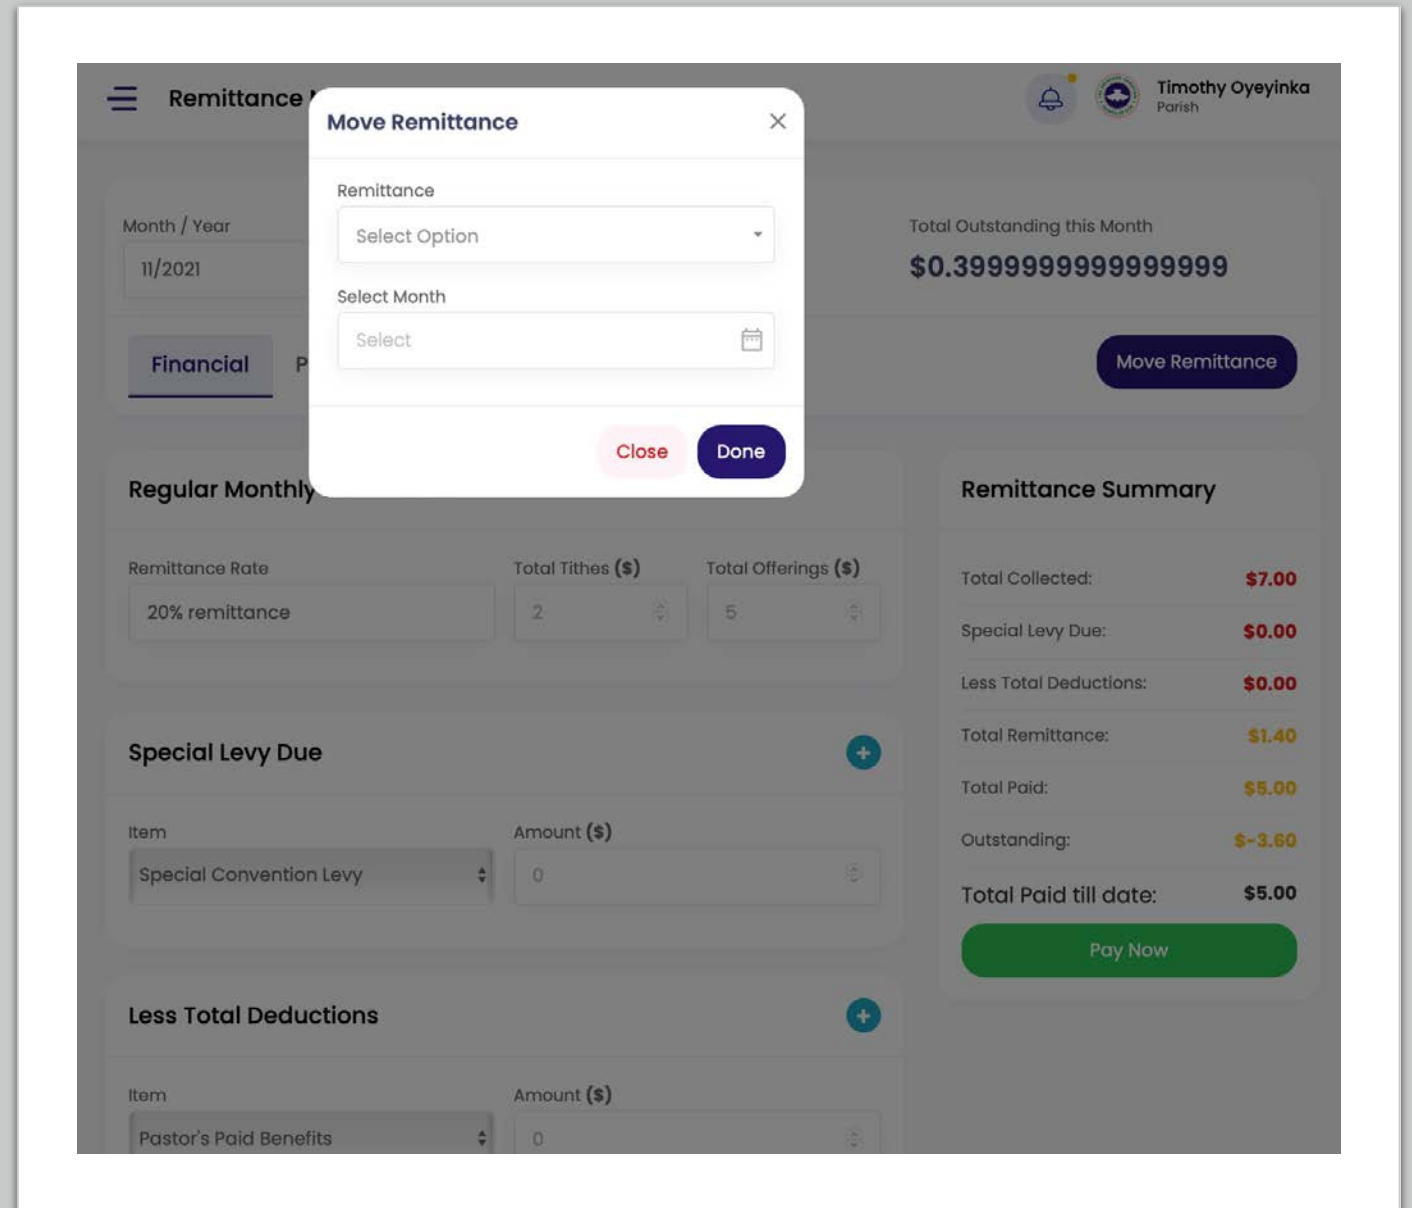 Remittance
Timothy Oyeyinka
Parish
Move Remittance
Remittance
Select Option
Select Month
Select
Close
Done
Month / Year
11/2021
Total Outstanding this Month
$0.3999999999999999
Financial
P
Move Remittance
Regular Monthly
Remittance Rate
Total Tithes ($)
Total Offerings ($)
20% remittance
2
5
Special Levy Due
Item
Amount ($)
Special Convention Levy
0
Less Total Deductions
Item
Amount ($)
Pastor's Paid Benefits
0
Remittance Summary
Total Collected: $7.00
Special Levy Due: $0.00
Less Total Deductions: $0.00
Total Remittance: $1.40
Total Paid: $5.00
Outstanding: $-3.60
Total Paid till date: $5.00
Pay Now